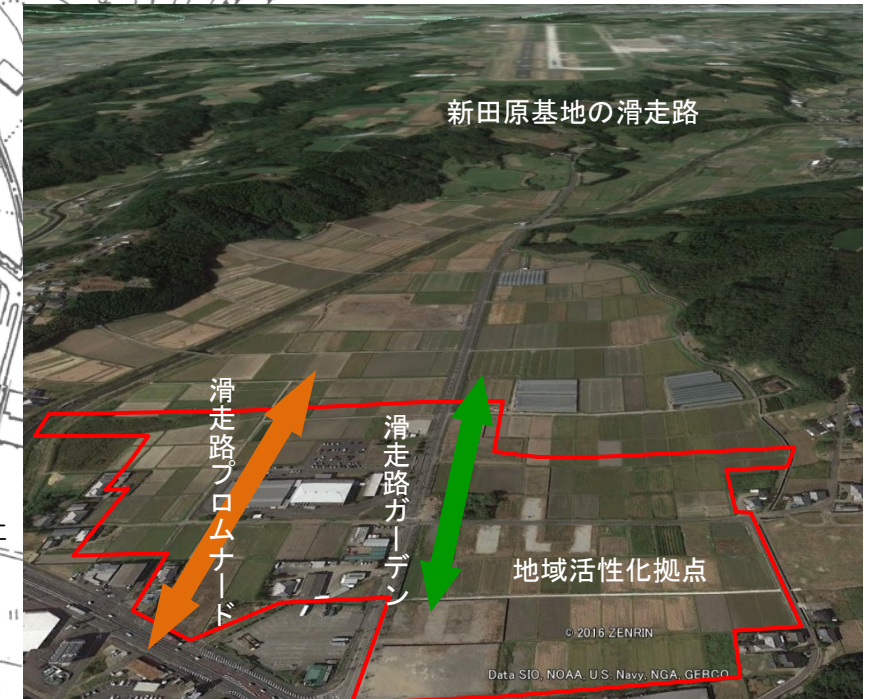 新田原基地の滑走路
滑走路プロムナード
滑走路ガーデン
地域活性化拠点
© 2016 ZENRIN
Data SIO, NOAA, U.S. Navy, NGA, GEBCO